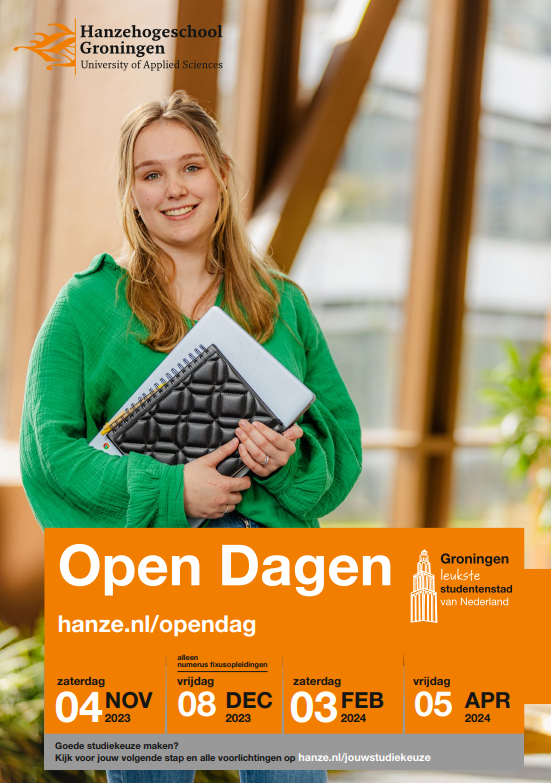 Hanzehogeschool
Groningen
University of Applied Sciences
Open Dagen
hanze.nl/opendag
Groningen
leukste
studentenstad
van Nederland
zaterdag
04 NOV
2023
alleen
numerus fixusopleidingen
vrijdag
08 DEC
2023
zaterdag
03 FEB
2024
vrijdag
05 APR
2024
Goede studiekeuze maken?
Kijk voor jouw volgende stap en alle voorlichtingen op hanze.nl/jouwstudiekeuze